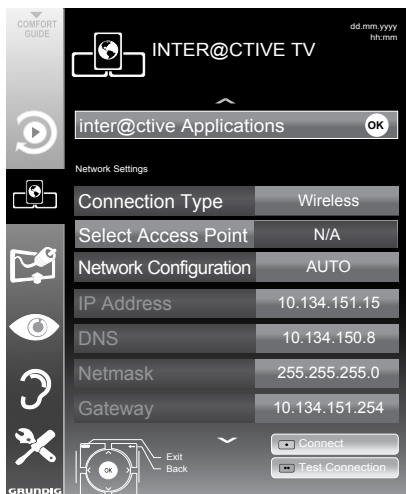 COMFORT
GUIDE
dd.mm.yyyy
hh:mm
INTER@CTIVE TV
inter@ctive Applications OK
Network Settings
Connection Type Wireless
Select Access Point N/A
Network Configuration AUTO
IP Address 10.134.151.15
DNS 10.134.150.8
Netmask 255.255.255.0
Gateway 10.134.151.254
Exit
Back
OK
Connect
Test Connection
GRUNDIG